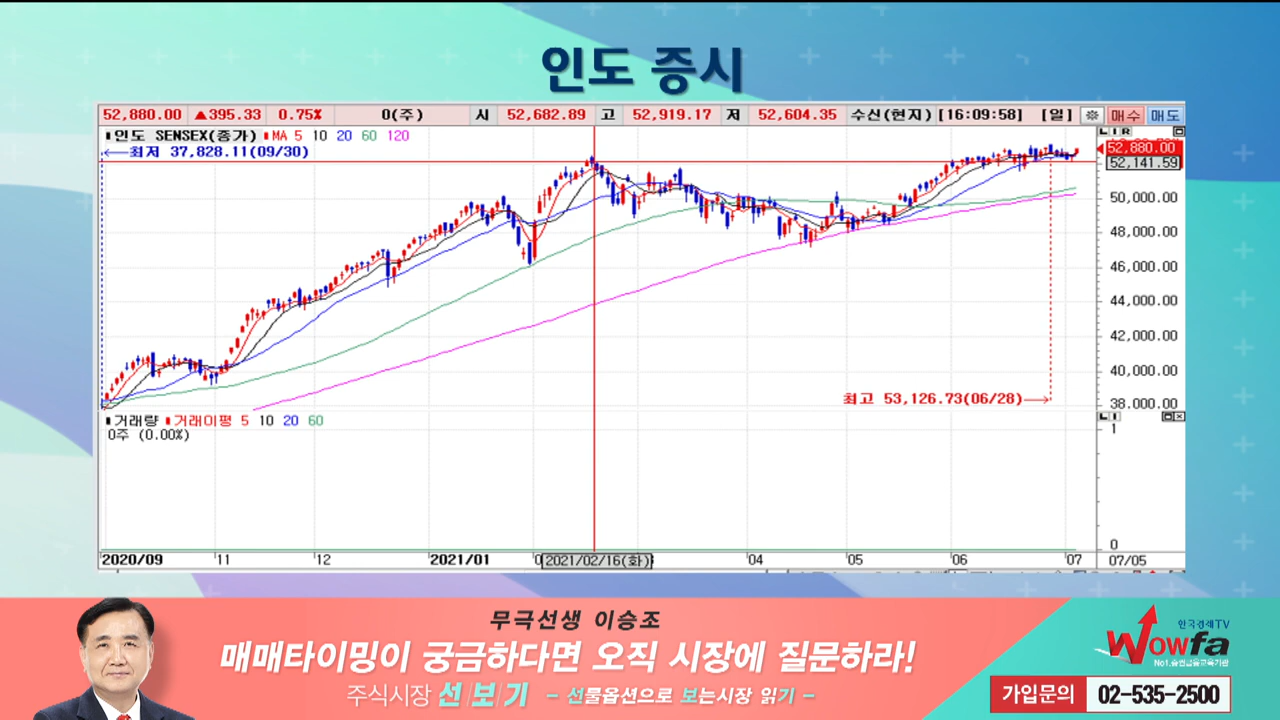 인도 증시
52,880.00 ▲395.33 0.75% 0(주) 시 52,682.89 고 52,919.17 저 52,604.35 수신(현지) [16:09:58] [일] 매수 매도
인도 SENSEX(종가) MA 5 10 20 60 120
L I R
←최저 37,828.11(09/30)
52,880.00
52,141.59
50,000.00
48,000.00
46,000.00
44,000.00
42,000.00
40,000.00
최고 53,126.73(06/28)→
38,000.00
거래량 거래이평 5 10 20 60
L I
0주 (0.00%)
1
0
2020/09 11 12 2021/01 2021/02/16(화) 04 05 06 07 07/05
무극선생 이승조
매매타이밍이 궁금하다면 오직 시장에 질문하라!
주식시장 선/보/기 - 선물옵션으로 보는시장 읽기 -
한국경제TV
Wowfa
No1.증권금융교육기관
가입문의 02-535-2500